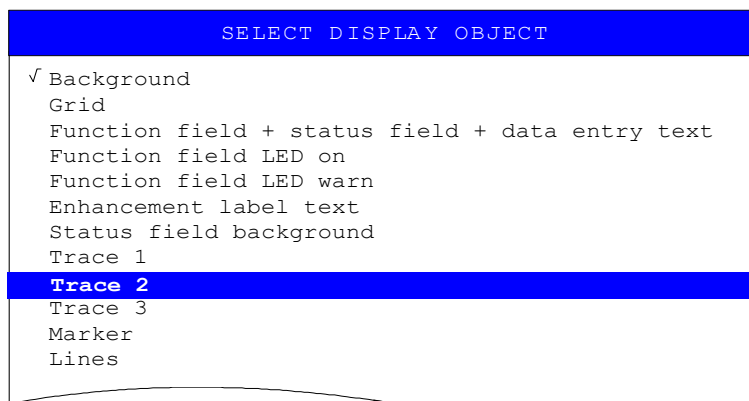 SELECT DISPLAY OBJECT
√ Background
Grid
Function field + status field + data entry text
Function field LED on
Function field LED warn
Enhancement label text
Status field background
Trace 1
Trace 2
Trace 3
Marker
Lines